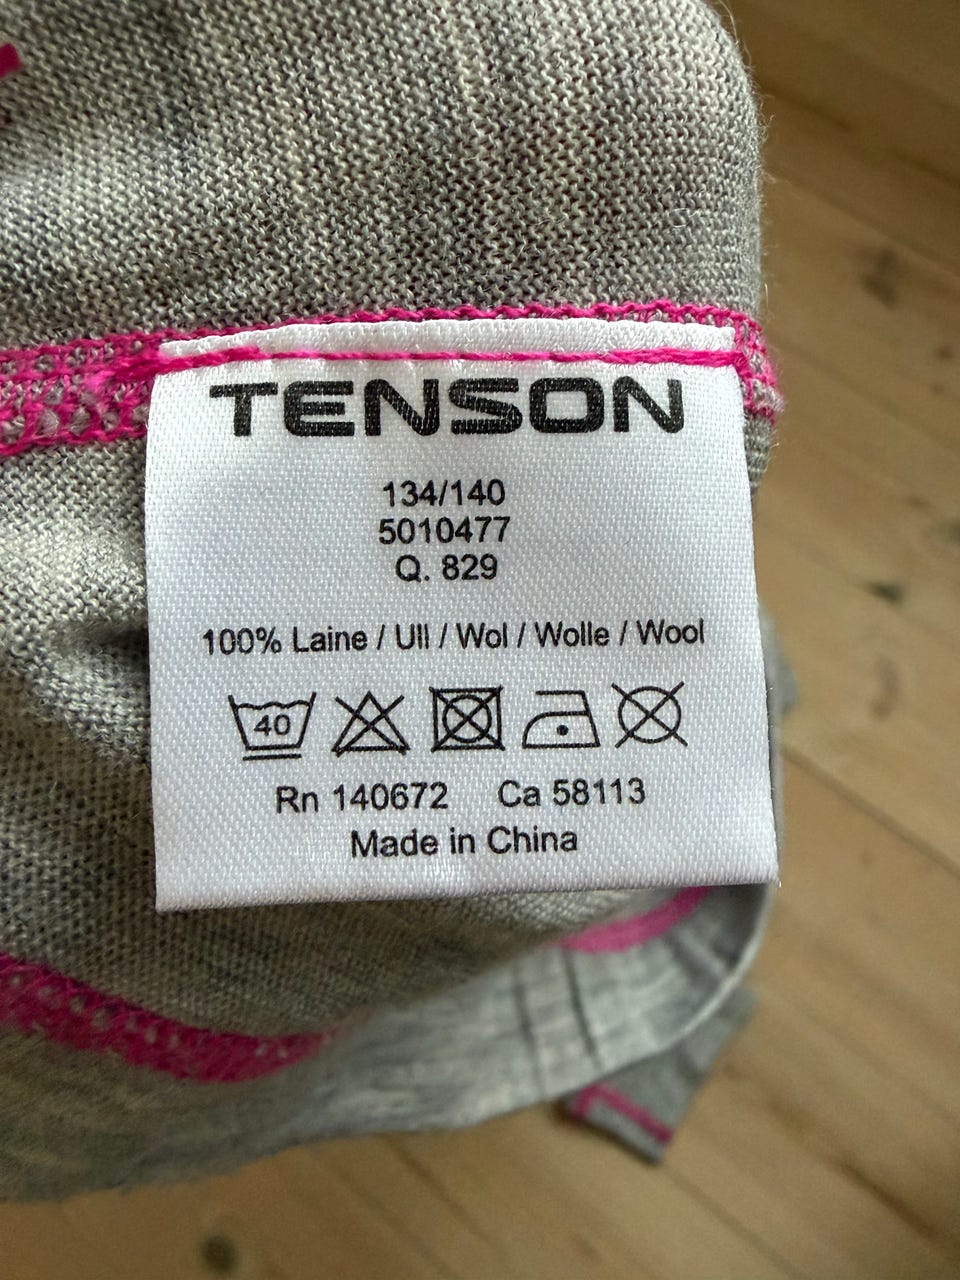 TENSON
134/140
5010477
Q. 829
100% Laine / Ull / Wol / Wolle / Wool
40
Rn 140672 Ca 58113
Made in China